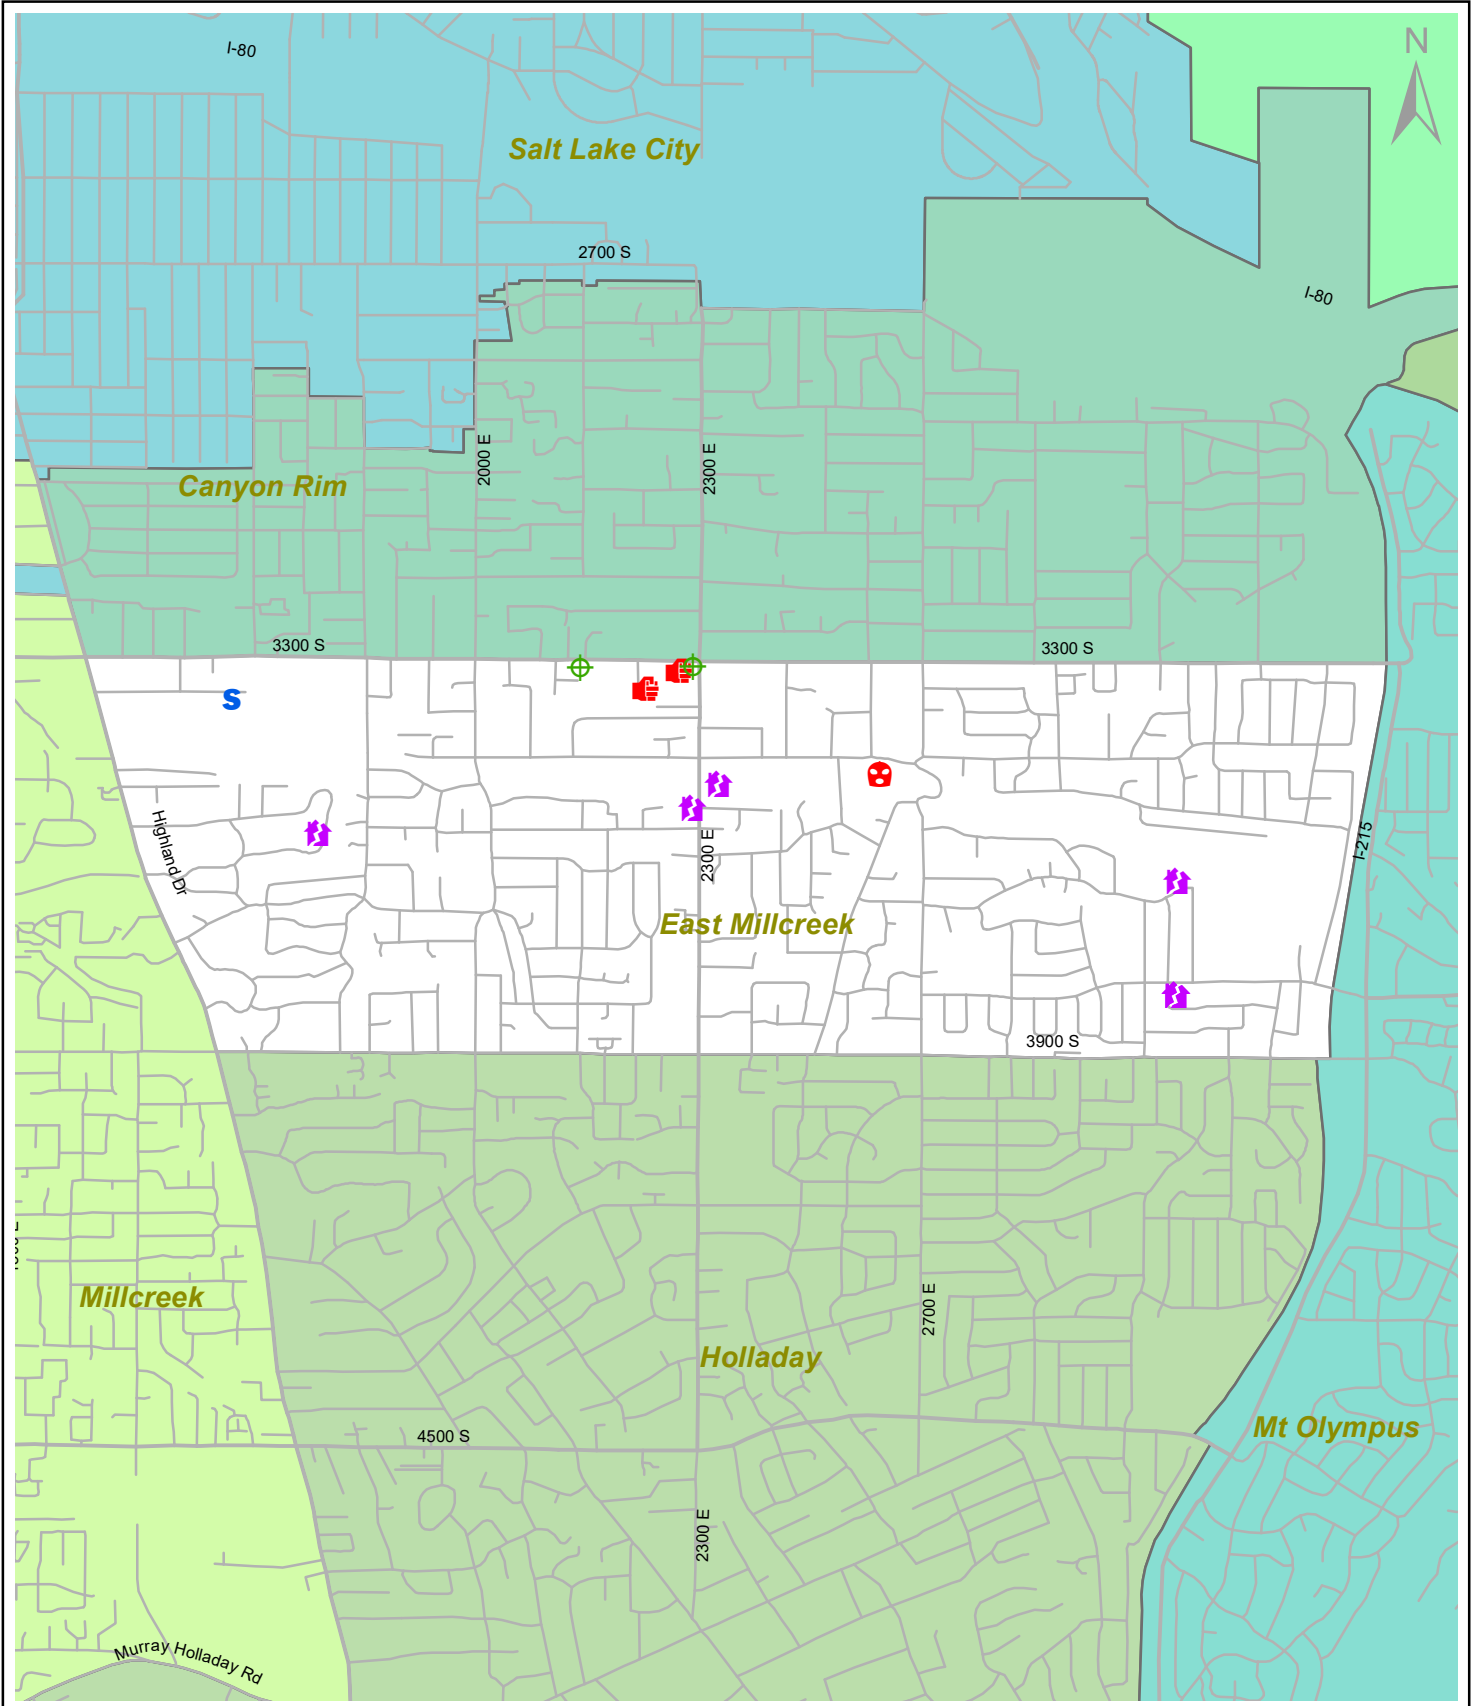 I-80
N
Salt Lake City
2700 S
I-80
2000 E
2300 E
Canyon Rim
3300 S
3300 S
S
Highland Dr
2300 E
I-215
East Millcreek
3900 S
Millcreek
2700 E
Holladay
4500 S
Mt Olympus
2300 E
Murray Holladay Rd